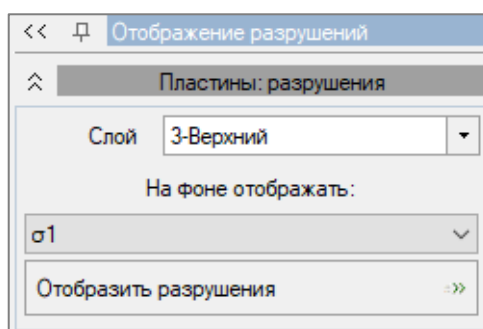 Отображение разрушений
Пластины: разрушения
Слой 3-Верхний
На фоне отображать:
σ1
Отобразить разрушения